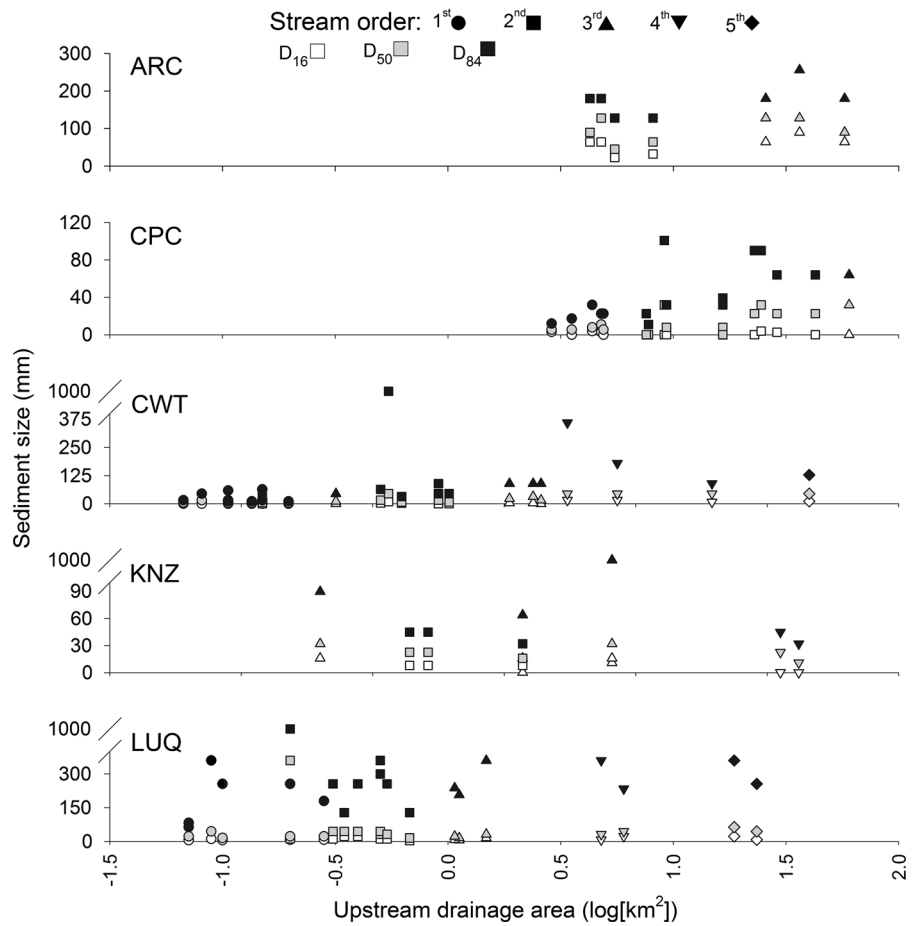 Stream order: 1st 2nd 3rd 4th 5th
D16 D50 D84
300
ARC
200
100
0
120
CPC
80
40
0
1000
CWT
375
250
125
0
1000
KNZ
90
60
30
0
1000
LUQ
300
150
0
Sediment size (mm)
-1.5 -1.0 -0.5 0.0 0.5 1.0 1.5 2.0
Upstream drainage area (log[km2])